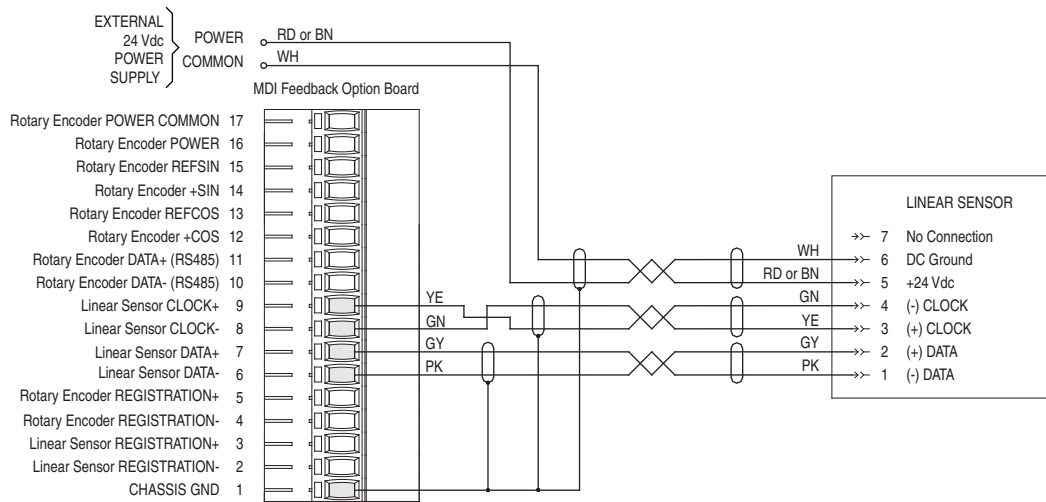 EXTERNAL
24 Vdc
POWER
SUPPLY
POWER RD or BN
COMMON WH
MDI Feedback Option Board
Rotary Encoder POWER COMMON 17
Rotary Encoder POWER 16
Rotary Encoder REFSIN 15
Rotary Encoder +SIN 14
Rotary Encoder REFCOS 13
Rotary Encoder +COS 12
Rotary Encoder DATA+ (RS485) 11
Rotary Encoder DATA- (RS485) 10
Linear Sensor CLOCK+ 9 YE
Linear Sensor CLOCK- 8 GN
Linear Sensor DATA+ 7 GY
Linear Sensor DATA- 6 PK
Rotary Encoder REGISTRATION+ 5
Rotary Encoder REGISTRATION- 4
Linear Sensor REGISTRATION+ 3
Linear Sensor REGISTRATION- 2
CHASSIS GND 1
LINEAR SENSOR
7 No Connection
WH 6 DC Ground
RD or BN 5 +24 Vdc
GN 4 (-) CLOCK
YE 3 (+) CLOCK
GY 2 (+) DATA
PK 1 (-) DATA